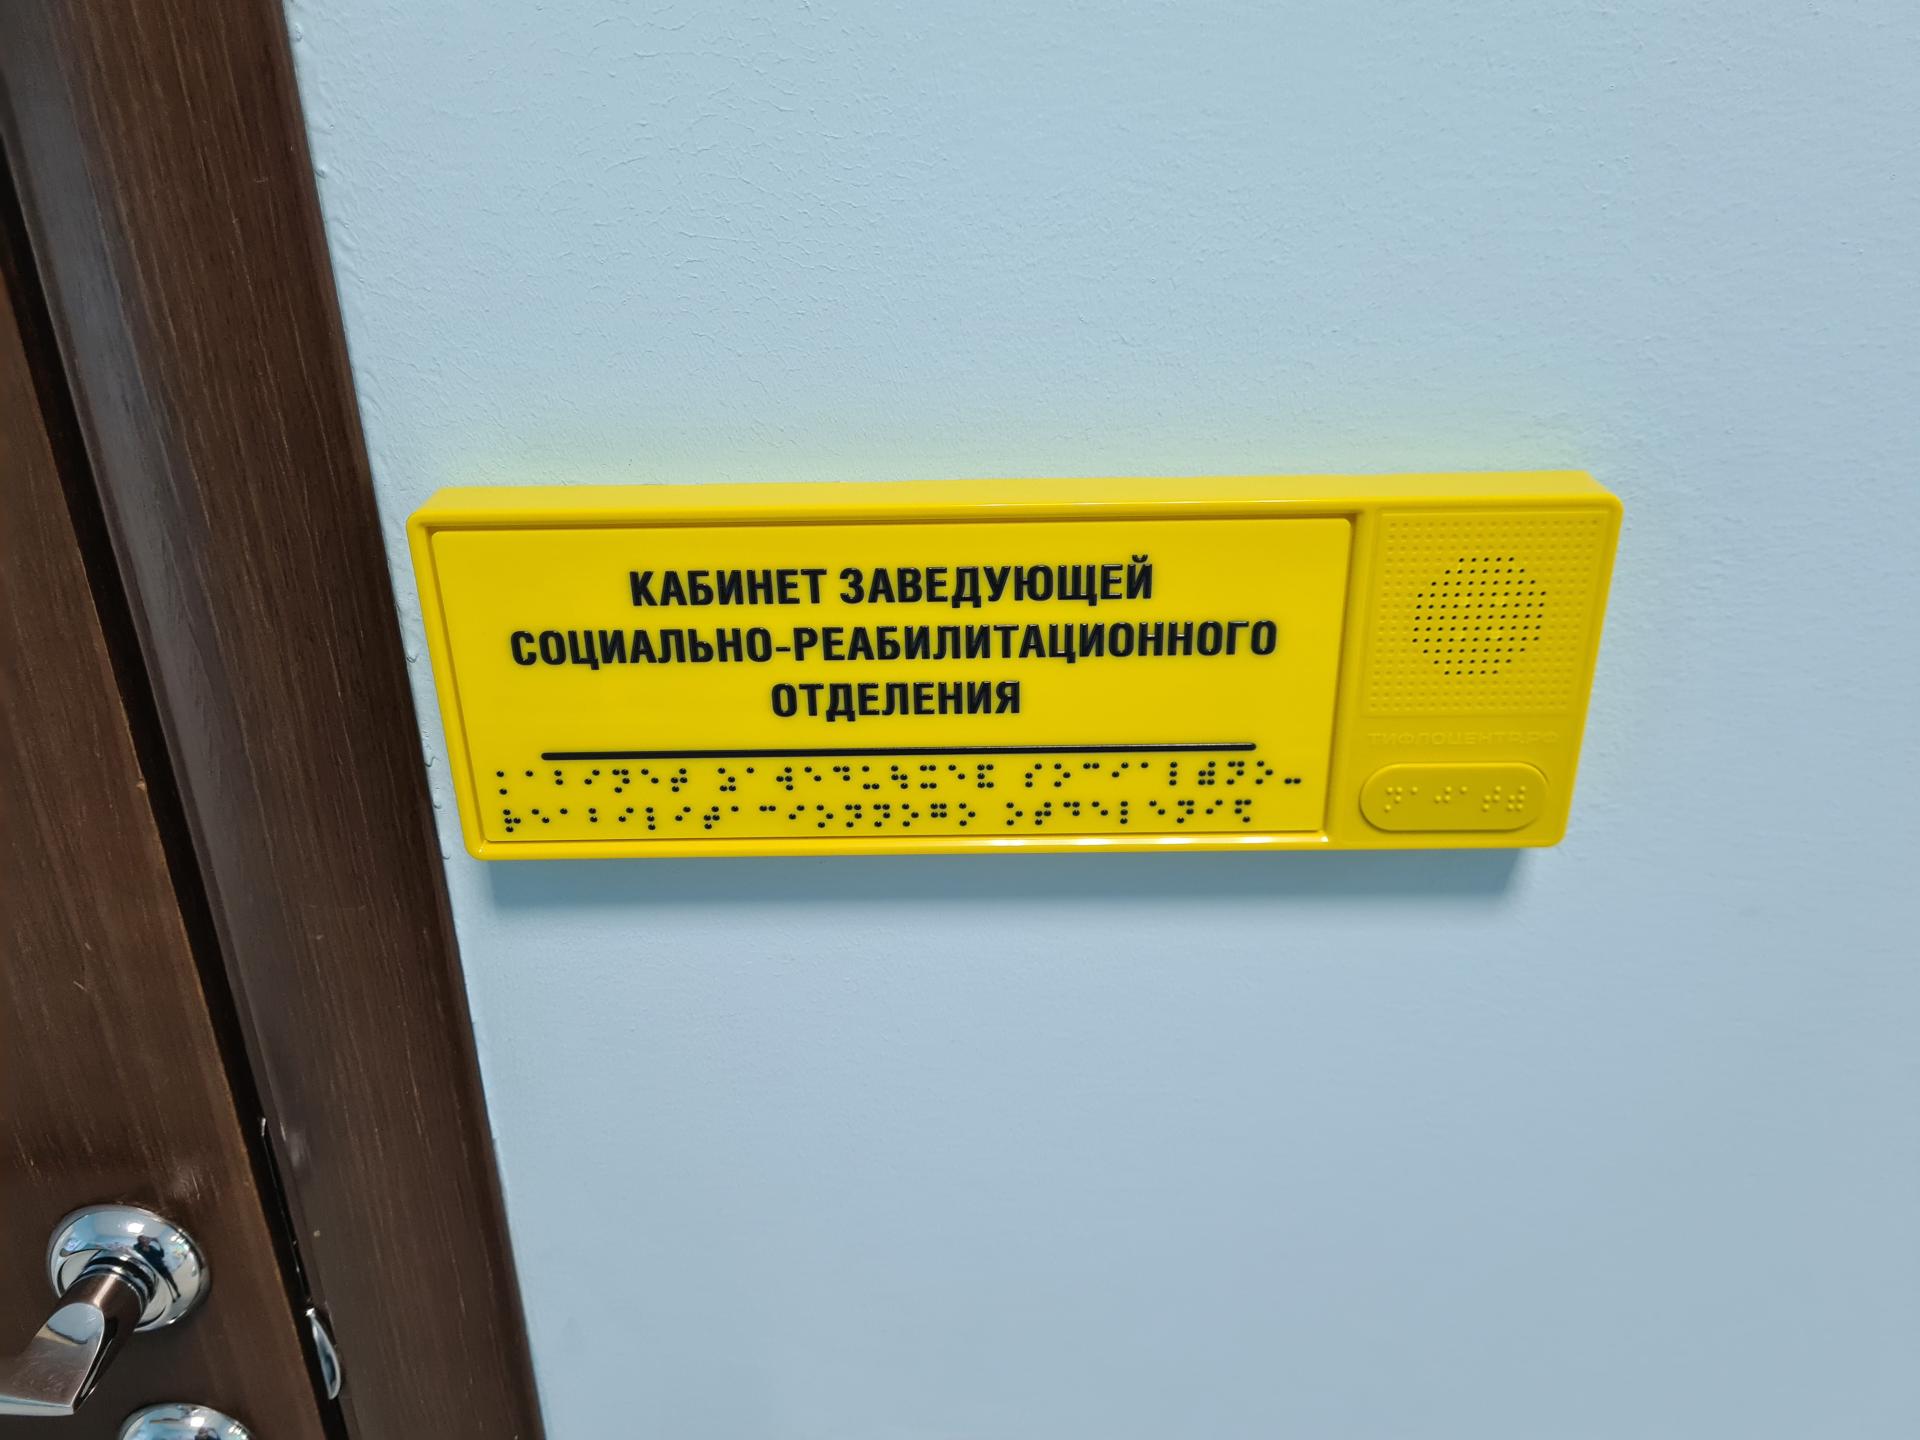 КАБИНЕТ ЗАВЕДУЮЩЕЙ
СОЦИАЛЬНО-РЕАБИЛИТАЦИОННОГО
ОТДЕЛЕНИЯ
⠅⠁⠃⠊⠝⠑⠞ ⠵⠁⠺⠑⠙⠥⠳⠭⠑⠯ ⠎⠕⠉⠊⠁⠇⠾⠝⠕⠤
⠗⠑⠁⠃⠊⠇⠊⠞⠁⠉⠊⠕⠝⠝⠕⠛⠕ ⠕⠞⠙⠑⠇⠑⠝⠊⠫
ТИФЛОЦЕНТР.РФ
⠝⠁⠚⠁⠞⠾